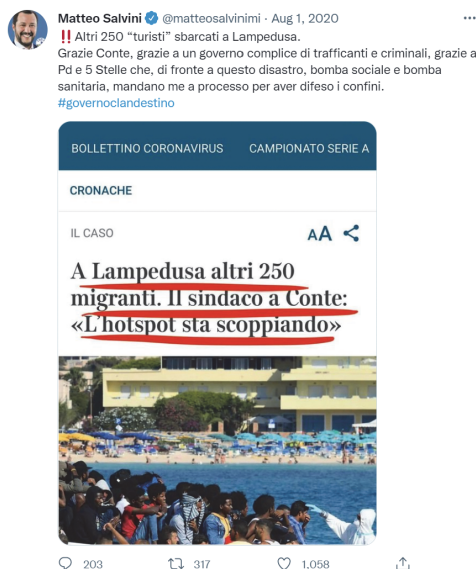 Matteo Salvini @matteosalvinimi · Aug 1, 2020
‼️Altri 250 “turisti” sbarcati a Lampedusa.
Grazie Conte, grazie a un governo complice di trafficanti e criminali, grazie a
Pd e 5 Stelle che, di fronte a questo disastro, bomba sociale e bomba
sanitaria, mandano me a processo per aver difeso i confini.
#governoclandestino
BOLLETTINO CORONAVIRUS CAMPIONATO SERIE A
CRONACHE
IL CASO AA
A Lampedusa altri 250
migranti. Il sindaco a Conte:
«L’hotspot sta scoppiando»
203 317 1,058